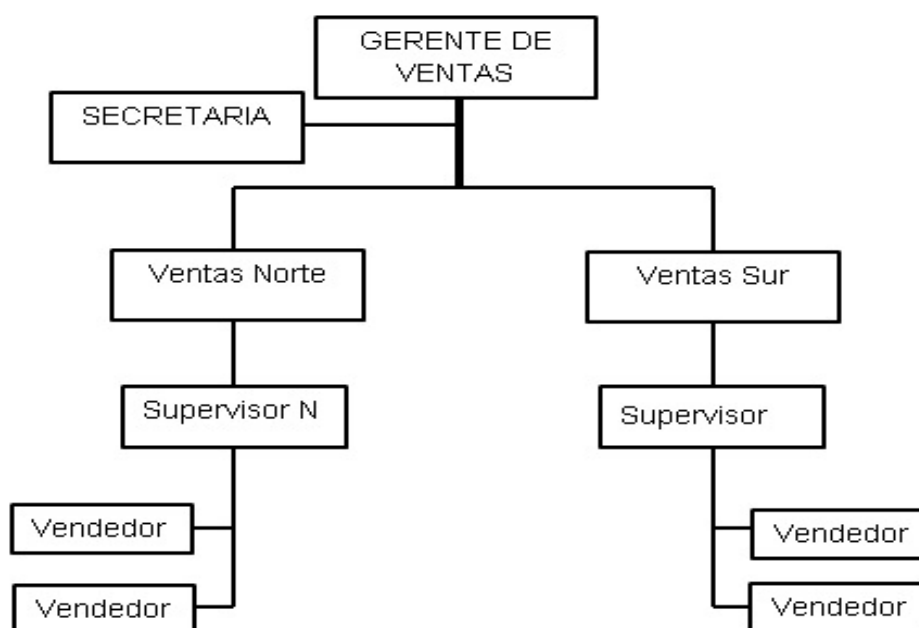 GERENTE DE
VENTAS
SECRETARIA
Ventas Norte
Ventas Sur
Supervisor N
Supervisor
Vendedor
Vendedor
Vendedor
Vendedor